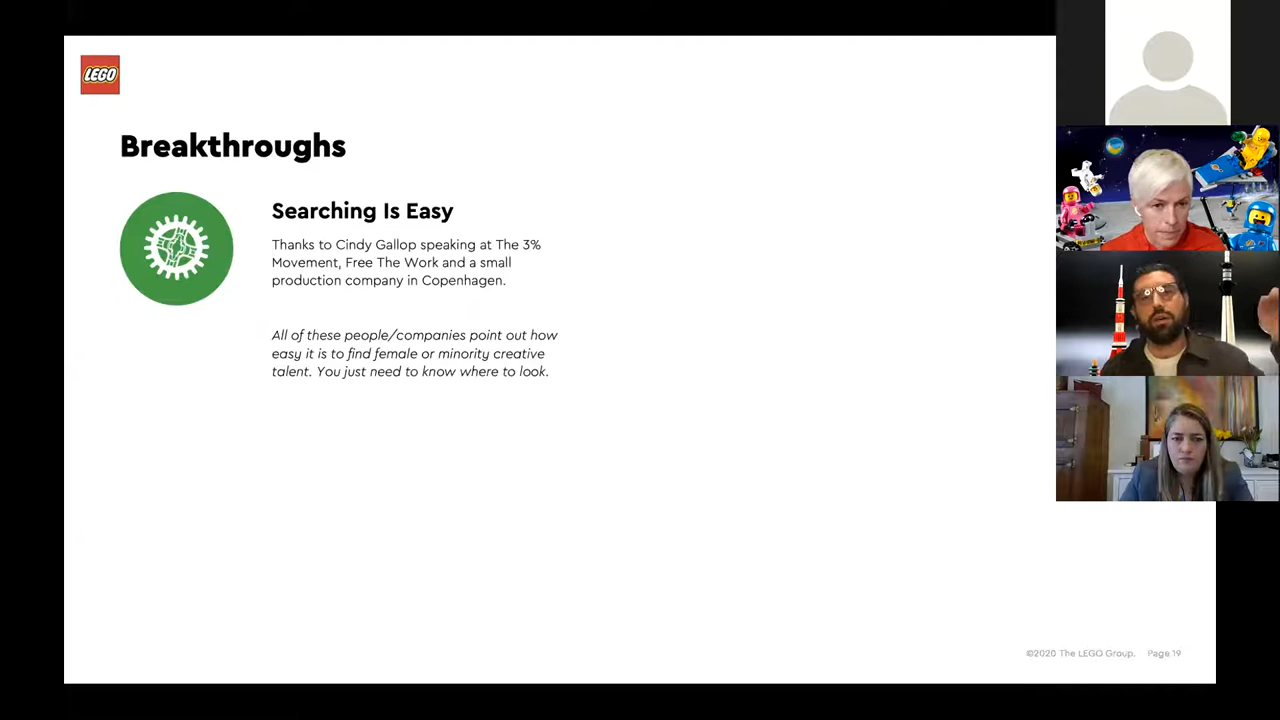 LEGO
Breakthroughs
Searching Is Easy
Thanks to Cindy Gallop speaking at The 3%
Movement, Free The Work and a small
production company in Copenhagen.
All of these people/companies point out how
easy it is to find female or minority creative
talent. You just need to know where to look.
©2020 The LEGO Group. Page 19